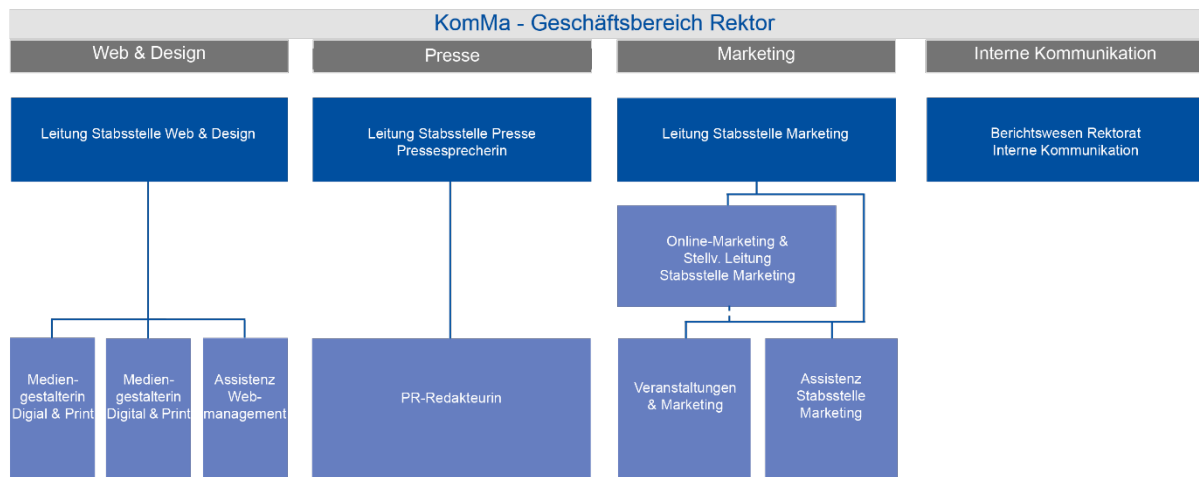 KomMa - Geschäftsbereich Rektor
Web & Design
Presse
Marketing
Interne Kommunikation
Leitung Stabsstelle Web & Design
Leitung Stabsstelle Presse
Pressesprecherin
Leitung Stabsstelle Marketing
Berichtswesen Rektorat
Interne Kommunikation
Online-Marketing &
Stellv. Leitung
Stabsstelle Marketing
Medien-
gestalterin
Digial & Print
Medien-
gestalterin
Digital & Print
Assistenz
Web-
management
PR-Redakteurin
Veranstaltungen
& Marketing
Assistenz
Stabsstelle
Marketing